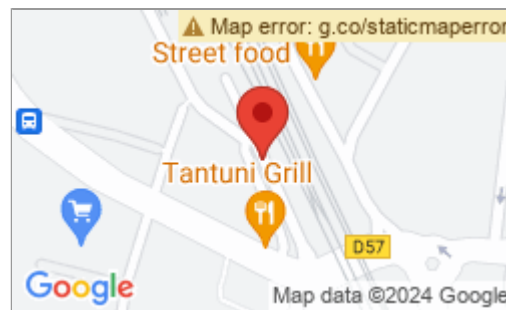 ⚠ Map error: g.co/staticmaperror
Street food
Tantuni Grill
D57
Google
Map data ©2024 Google